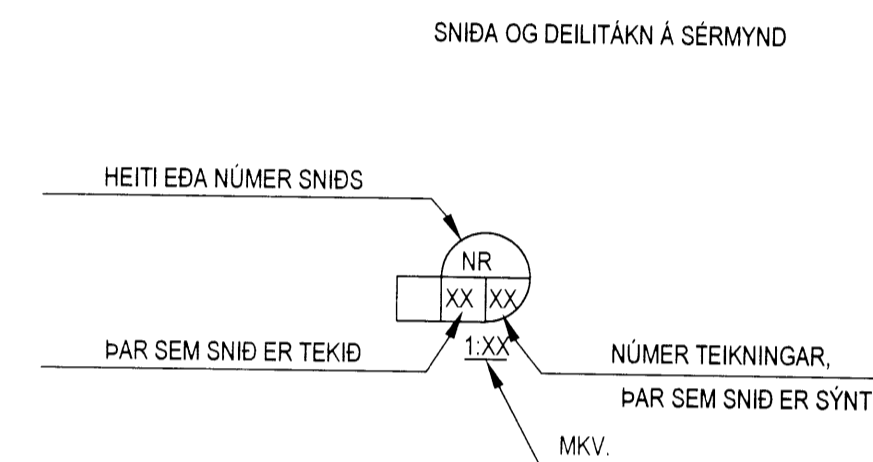 SNIÐA OG DEILITÁKN Á SÉRMYND
HEITI EÐA NÚMER SNIÐS
NR
XX XX
ÞAR SEM SNIÐ ER TEKIÐ
1:XX
NÚMER TEIKNINGAR,
ÞAR SEM SNIÐ ER SÝNT
MKV.